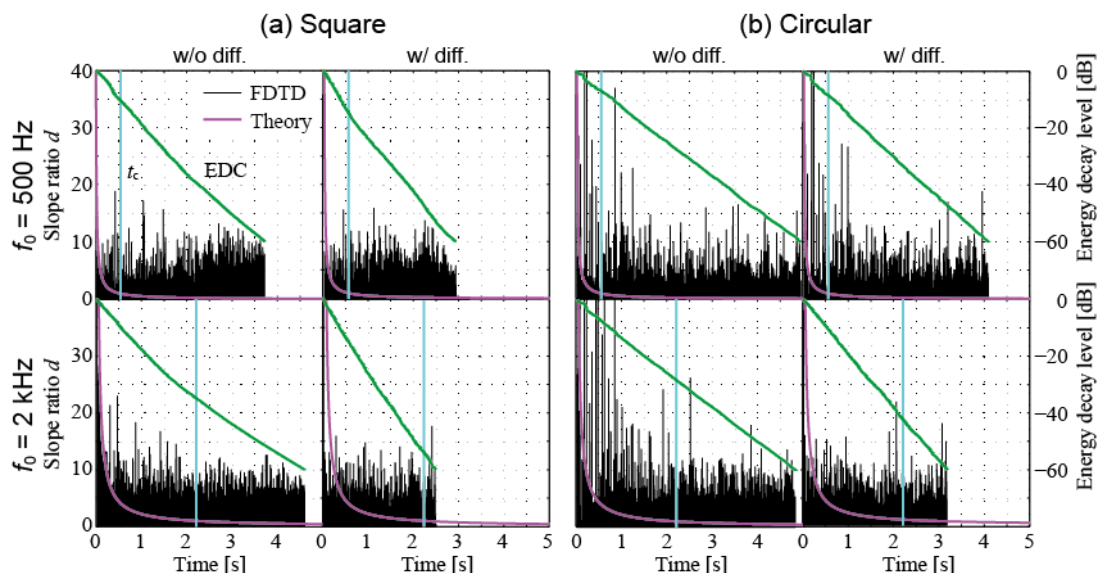 (a) Square
(b) Circular
w/o diff.
w/ diff.
w/o diff.
w/ diff.
f₀ = 500 Hz
Slope ratio d
40
30
20
10
0
FDTD
Theory
t_c
EDC
0
−20
−40
−60
Energy decay level [dB]
f₀ = 2 kHz
Slope ratio d
30
20
10
0
0
−20
−40
−60
Energy decay level [dB]
0 1 2 3 4 0 1 2 3 4 5
0 1 2 3 4 0 1 2 3 4 5
Time [s]
Time [s]
Time [s]
Time [s]